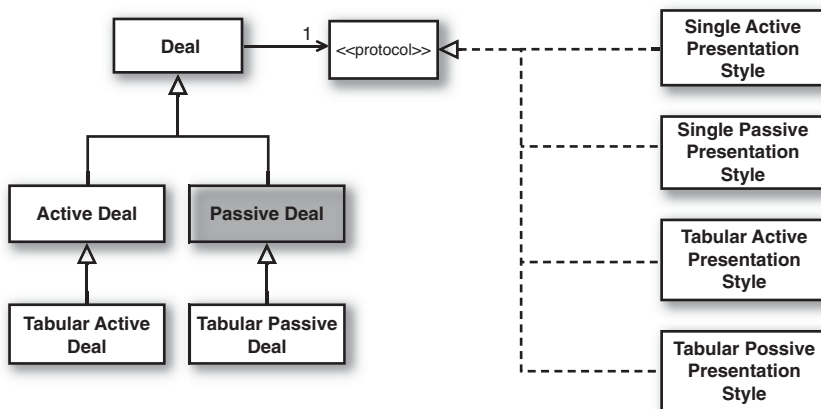 Deal
1
<<protocol>>
Single Active
Presentation
Style
Single Passive
Presentation
Style
Active Deal
Passive Deal
Tabular Active
Presentation
Style
Tabular Active
Deal
Tabular Passive
Deal
Tabular Possive
Presentation
Style